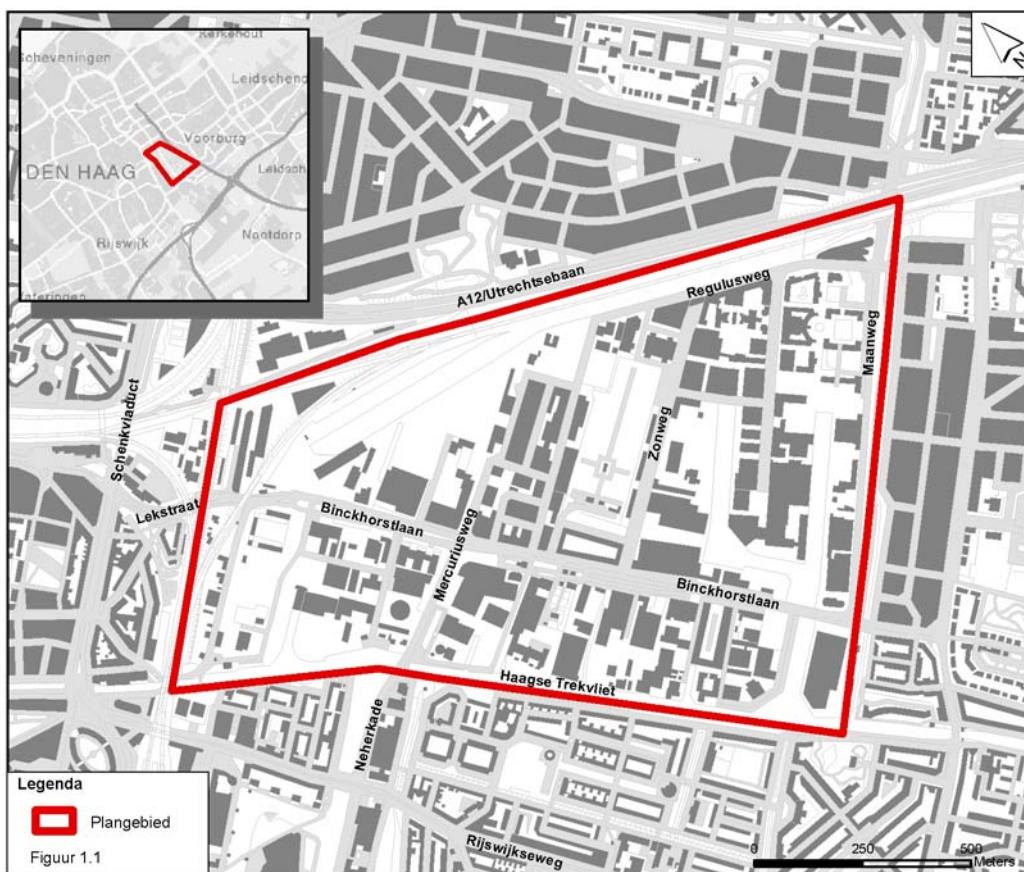 Kerkehout
Scheveningen
Leidschend
Voorburg
DEN HAAG
Leidsch
Rijswijk
Nootdorp
ateringen
N
A12/Utrechtsebaan
Regulusweg
Maanweg
Schenkviaduct
Zonweg
Lekstraat
Binckhorstlaan
Mercuriusweg
Binckhorstlaan
Haagse Trekvliet
Neherkade
Rijswijkseweg
Legenda
Plangebied
Figuur 1.1
0 250 500
Meters